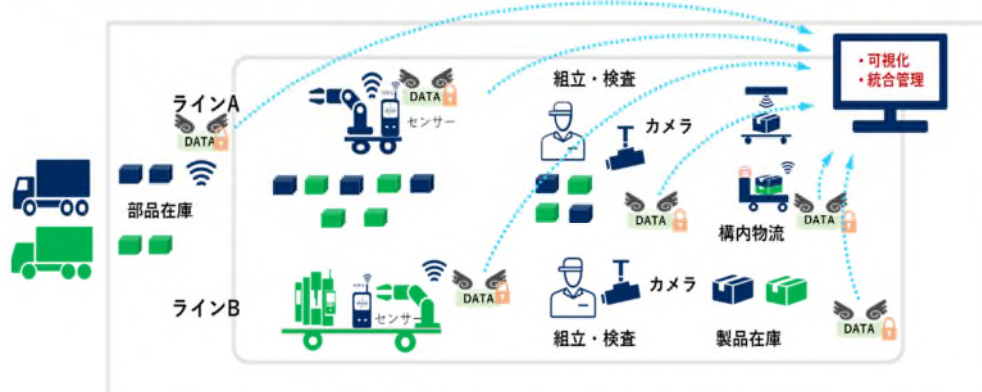 ・可視化
・統合管理
ラインA
DATA
DATA
センサー
組立・検査
カメラ
部品在庫
DATA
DATA
構内物流
ラインB
センサー
DATA
カメラ
組立・検査
製品在庫
DATA